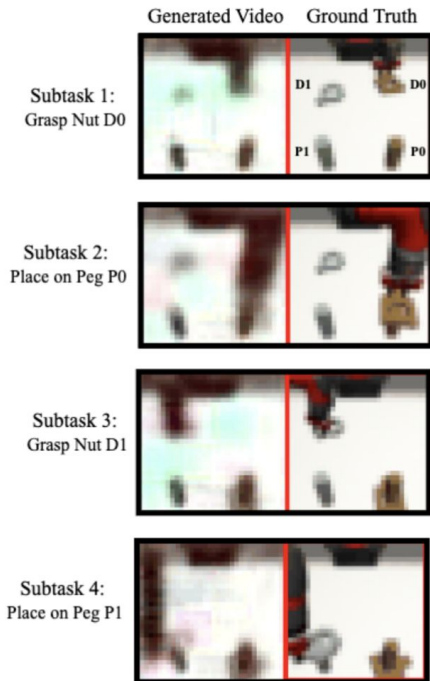 Generated Video Ground Truth
Subtask 1:
Grasp Nut D0
D1 D0
P1 P0
Subtask 2:
Place on Peg P0
Subtask 3:
Grasp Nut D1
Subtask 4:
Place on Peg P1